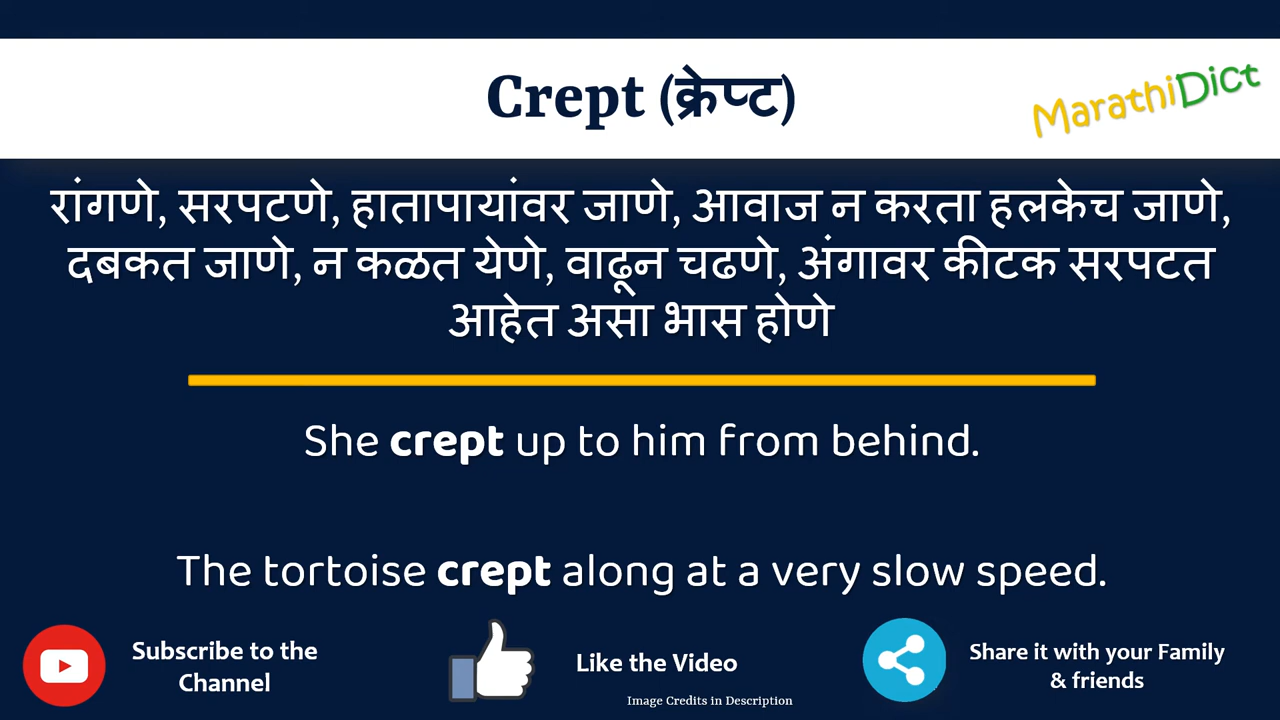 Crept (क्रेप्ट)
MarathiDict
रांगणे, सरपटणे, हातापायांवर जाणे, आवाज न करता हलकेच जाणे,
दबकत जाणे, न कळत येणे, वाढून चढणे, अंगावर कीटक सरपटत
आहेत असा भास होणे
She crept up to him from behind.
The tortoise crept along at a very slow speed.
Subscribe to the
Channel
Like the Video
Share it with your Family
& friends
Image Credits in Description